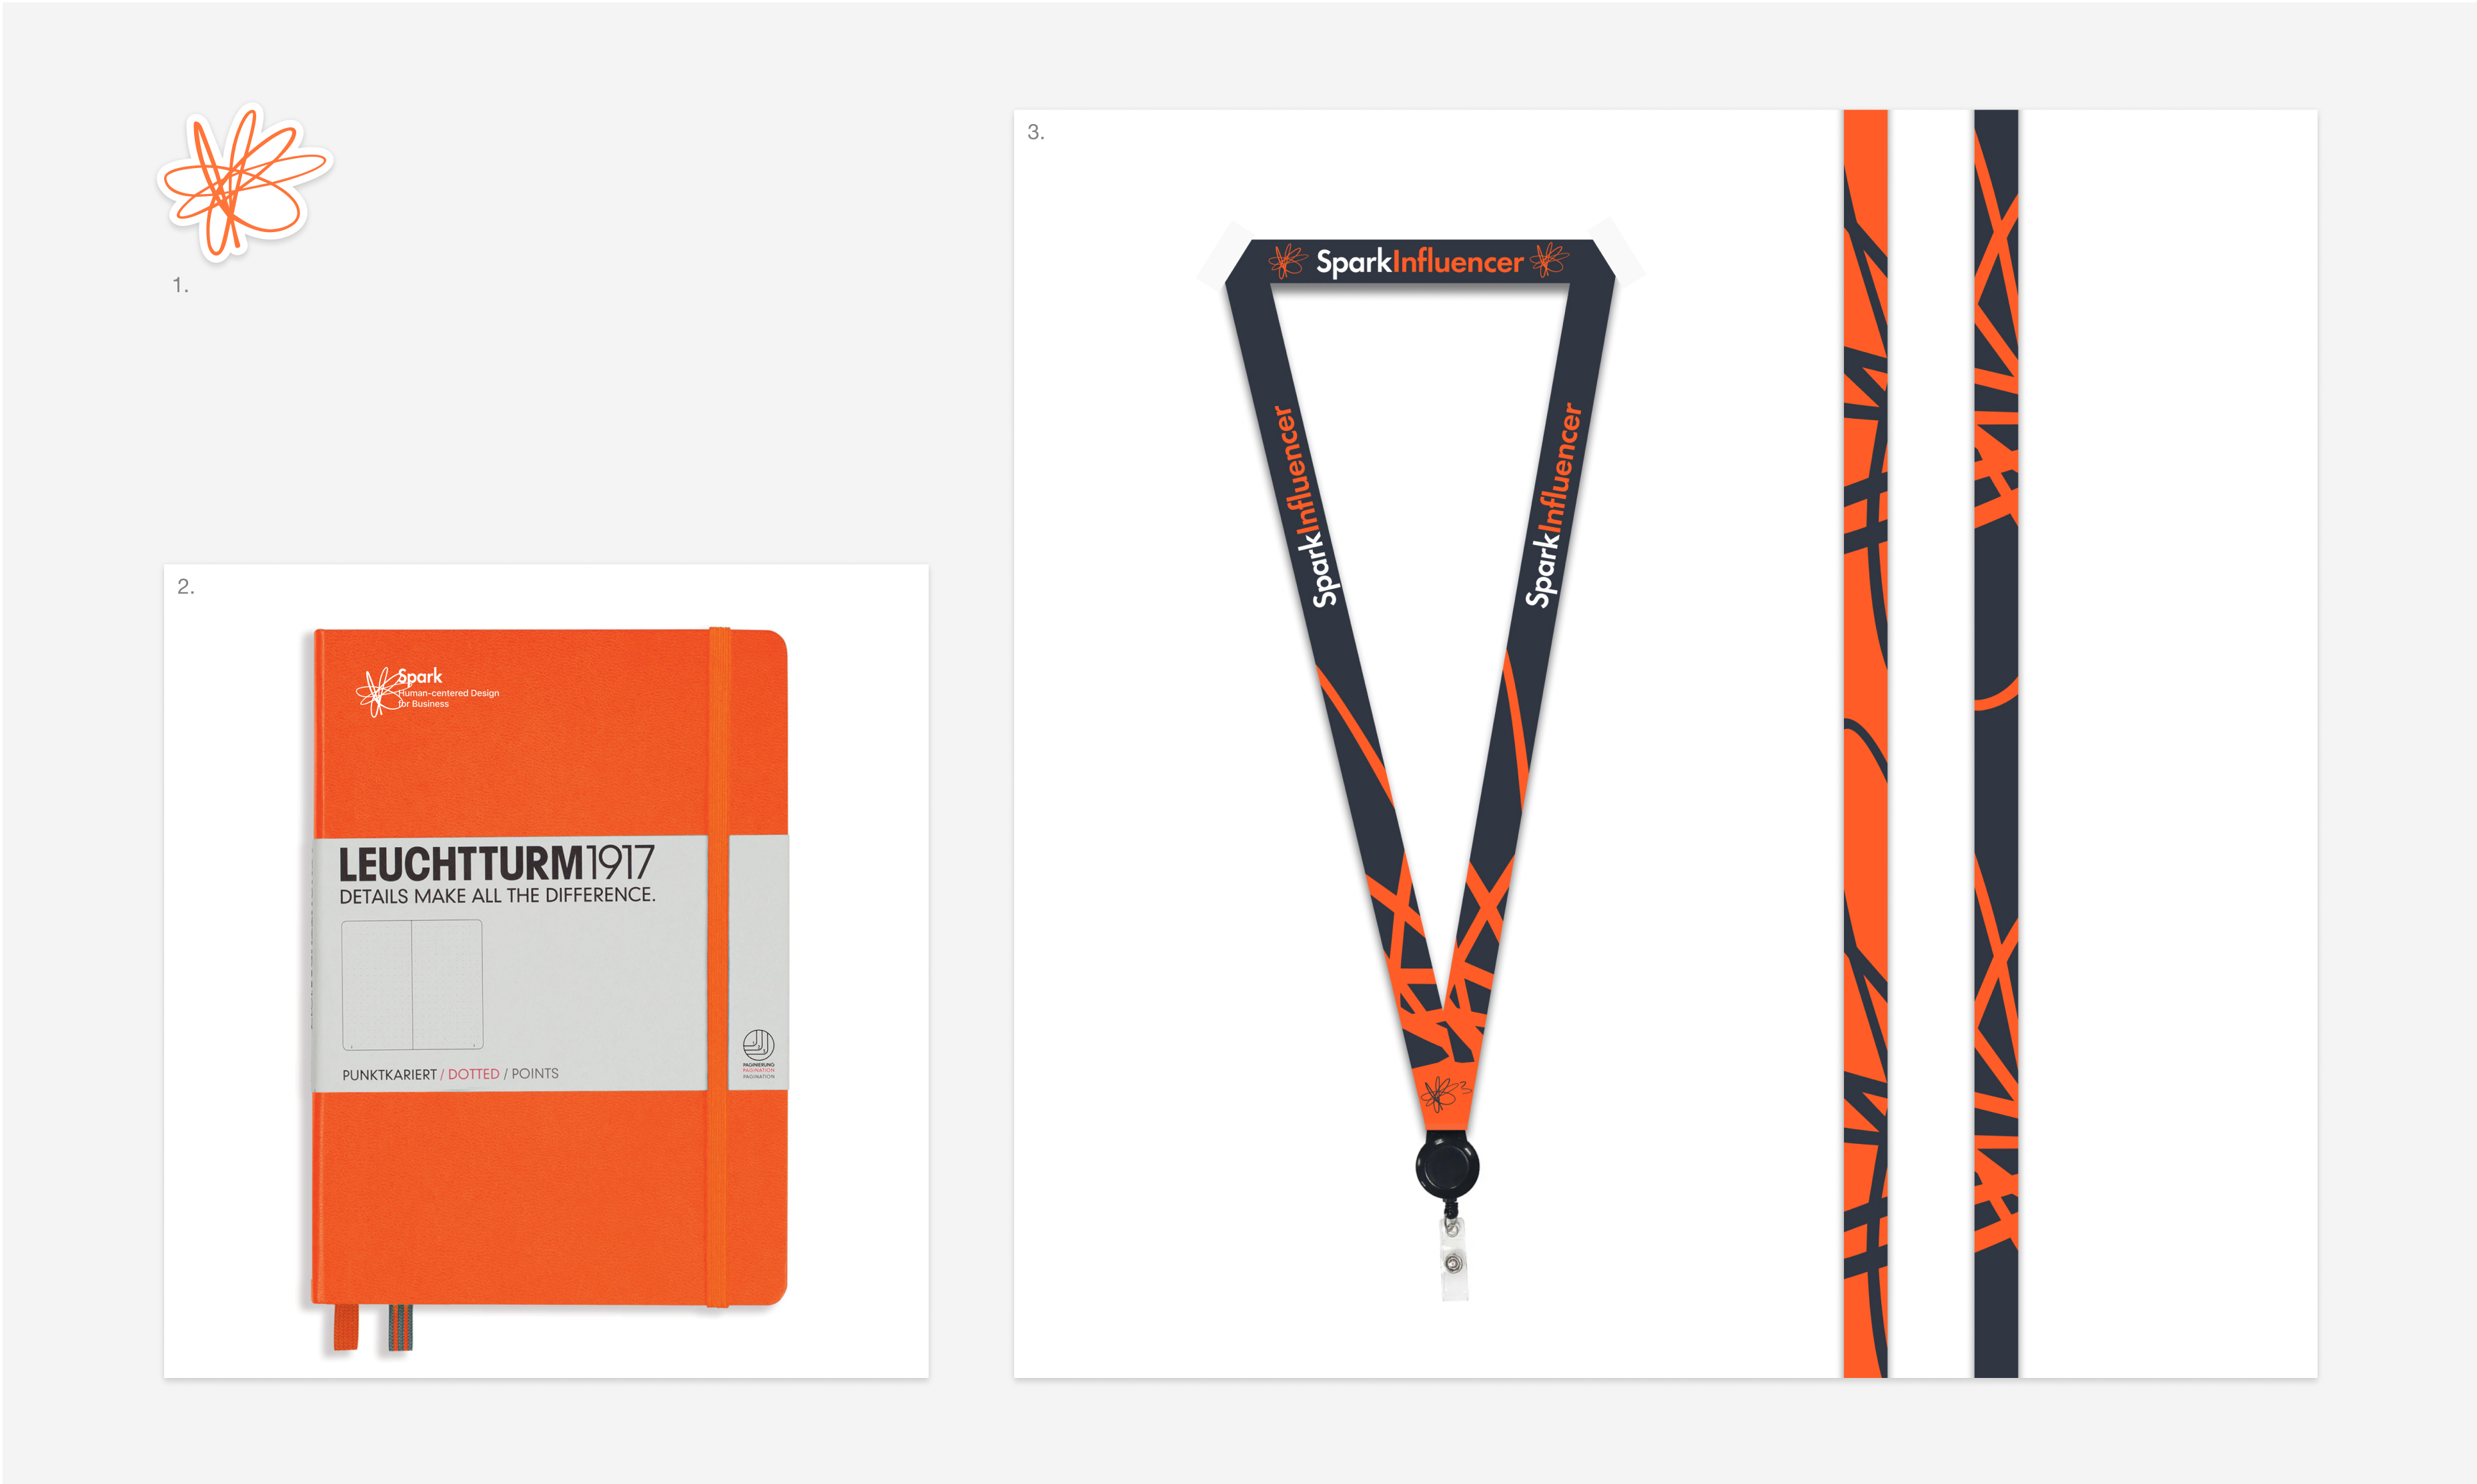 1.
2.
Spark
Human-centered Design
for Business
LEUCHTTURM1917
DETAILS MAKE ALL THE DIFFERENCE.
PUNKTKARIERT / DOTTED / POINTS
PAGINIERUNG
PAGINATION
PAGINATION
3.
SparkInfluencer
SparkInfluencer
SparkInfluencer
3